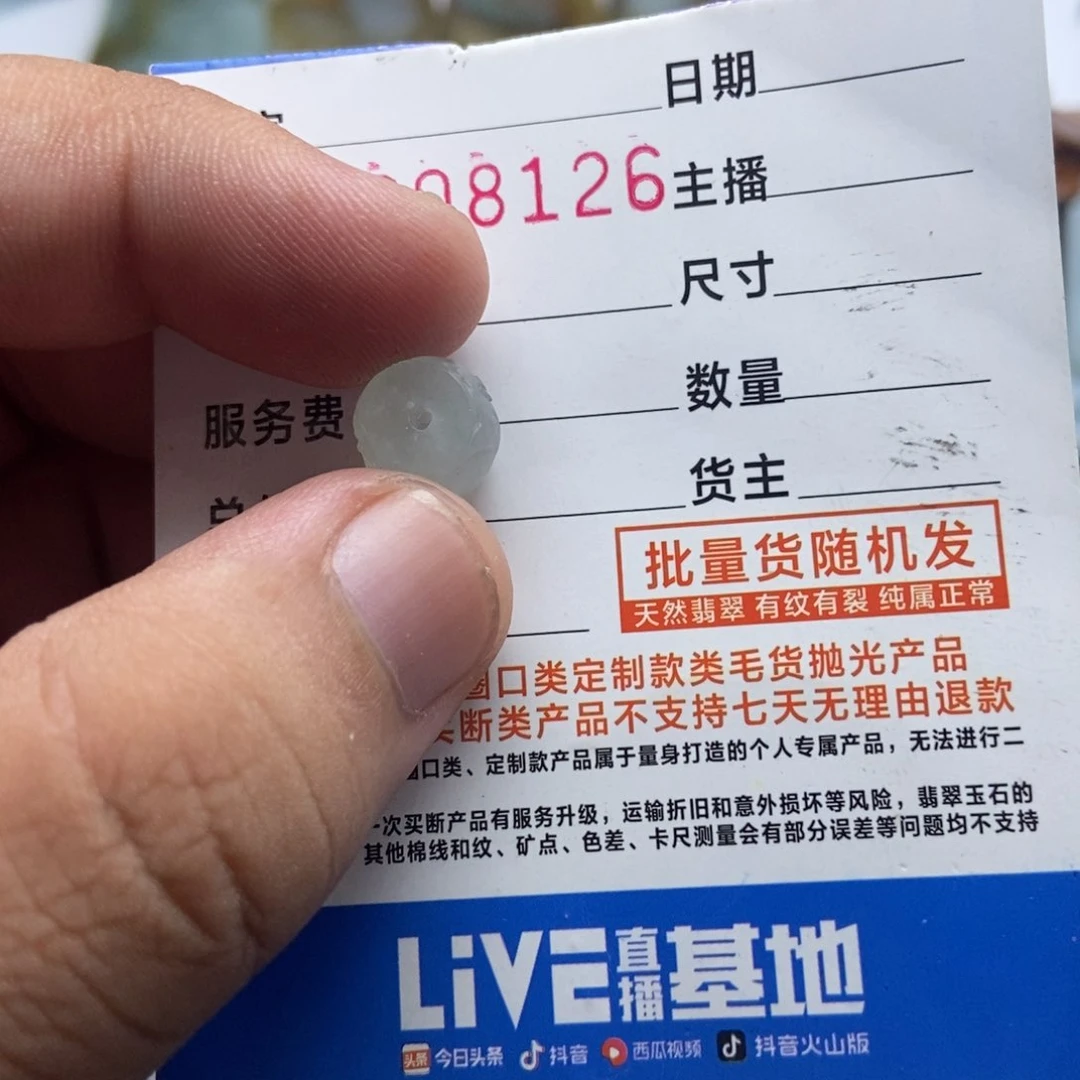 日期
08126 主播
尺寸
服务费 数量
货主
批量货随机发
天然翡翠 有纹有裂 纯属正常
口类定制款类毛货抛光产品
断类产品不支持七天无理由退款
口类、定制款产品属于量身打造的个人专属产品，无法进行二
次买断产品有服务升级，运输折旧和意外损坏等风险，翡翠玉石的
其他棉线和纹、矿点、色差、卡尺测量会有部分误差等问题均不支持
LiVE直播基地
头条 今日头条 抖音 西瓜视频 抖音火山版